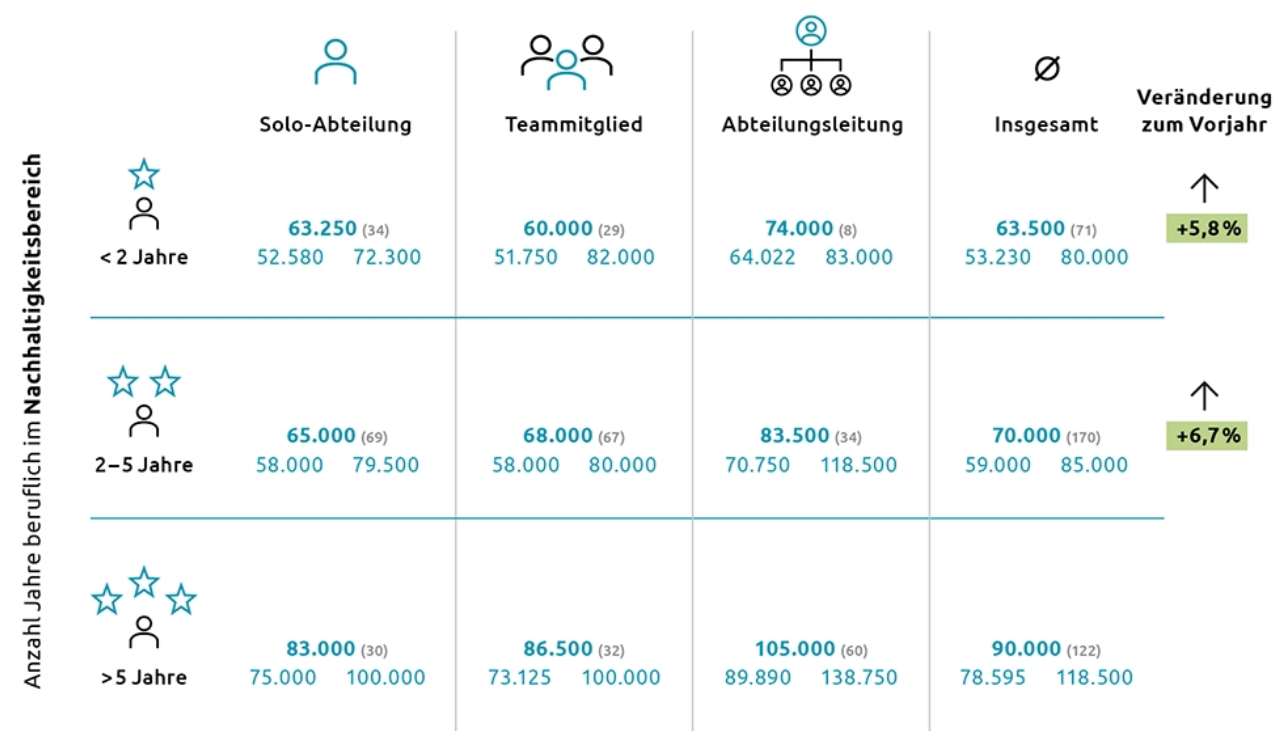 Solo-Abteilung
Teammitglied
Abteilungsleitung
Ø
Insgesamt
Veränderung
zum Vorjahr
Anzahl Jahre beruflich im Nachhaltigkeitsbereich
< 2 Jahre
63.250 (34)
52.580 72.300
60.000 (29)
51.750 82.000
74.000 (8)
64.022 83.000
63.500 (71)
53.230 80.000
+5,8 %
2–5 Jahre
65.000 (69)
58.000 79.500
68.000 (67)
58.000 80.000
83.500 (34)
70.750 118.500
70.000 (170)
59.000 85.000
+6,7 %
>5 Jahre
83.000 (30)
75.000 100.000
86.500 (32)
73.125 100.000
105.000 (60)
89.890 138.750
90.000 (122)
78.595 118.500